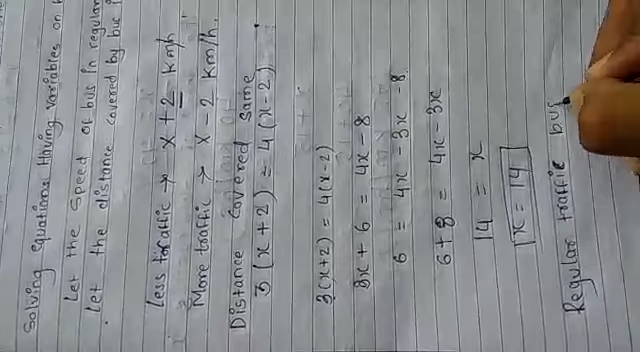 Solving equations Having variables on
Let the speed of bus in regular
Let the distance covered by bus
Less traffic → x + 2 km/h
More traffic → x - 2 km/h.
Distance covered same
3(x+2) = 4(x-2)
3(x+2) = 4(x-2)
3x + 6 = 4x - 8
6 = 4x - 3x - 8
6+8 = 4x - 3x
14 = x
x = 14
Regular traffic bus